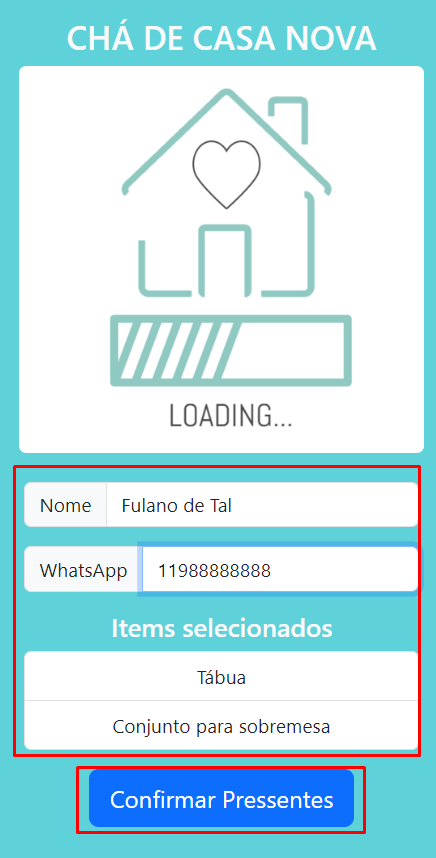 CHÁ DE CASA NOVA
LOADING...
Nome Fulano de Tal
WhatsApp 11988888888
Items selecionados
Tábua
Conjunto para sobremesa
Confirmar Pressentes